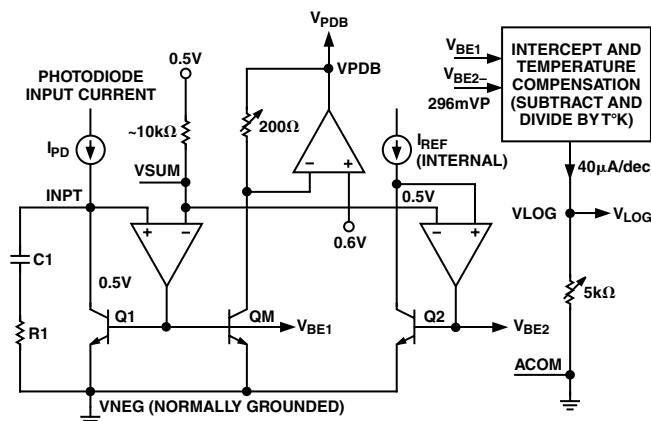 V_PDB
0.5V
VPDB
V_BE1
V_BE2–
296mVP
INTERCEPT AND
TEMPERATURE
COMPENSATION
(SUBTRACT AND
DIVIDE BY T°K)
PHOTODIODE
INPUT CURRENT
~10kΩ
200Ω
I_PD
VSUM
I_REF
(INTERNAL)
40µA/dec
INPT
0.5V
VLOG
V_LOG
0.6V
+
–
–
+
–
+
C1
0.5V
5kΩ
R1
Q1
QM
V_BE1
Q2
V_BE2
ACOM
VNEG (NORMALLY GROUNDED)